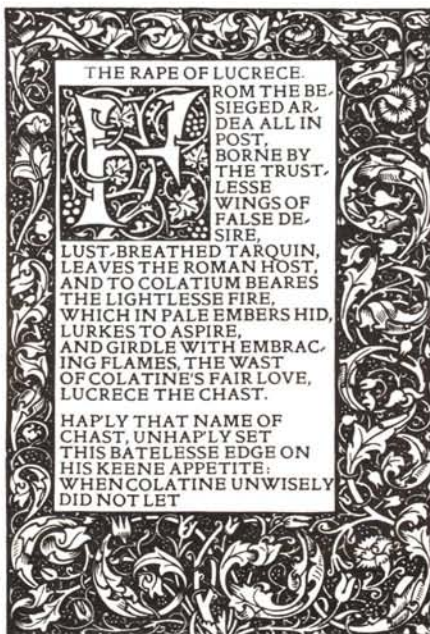 THE RAPE OF LUCRECE.
FROM THE BE-
SIEGED AR-
DEA ALL IN
POST,
BORNE BY
THE TRUST-
LESSE
WINGS OF
FALSE DE-
SIRE,
LUST-BREATHED TARQUIN,
LEAVES THE ROMAN HOST,
AND TO COLATIUM BEARES
THE LIGHTLESSE FIRE,
WHICH IN PALE EMBERS HID,
LURKES TO ASPIRE,
AND GIRDLE WITH EMBRAC-
ING FLAMES, THE WAST
OF COLATINE'S FAIR LOVE,
LUCRECE THE CHAST.
HAP'LY THAT NAME OF
CHAST, UNHAP'LY SET
THIS BATELESSE EDGE ON
HIS KEENE APPETITE:
WHEN COLATINE UNWISELY
DID NOT LET